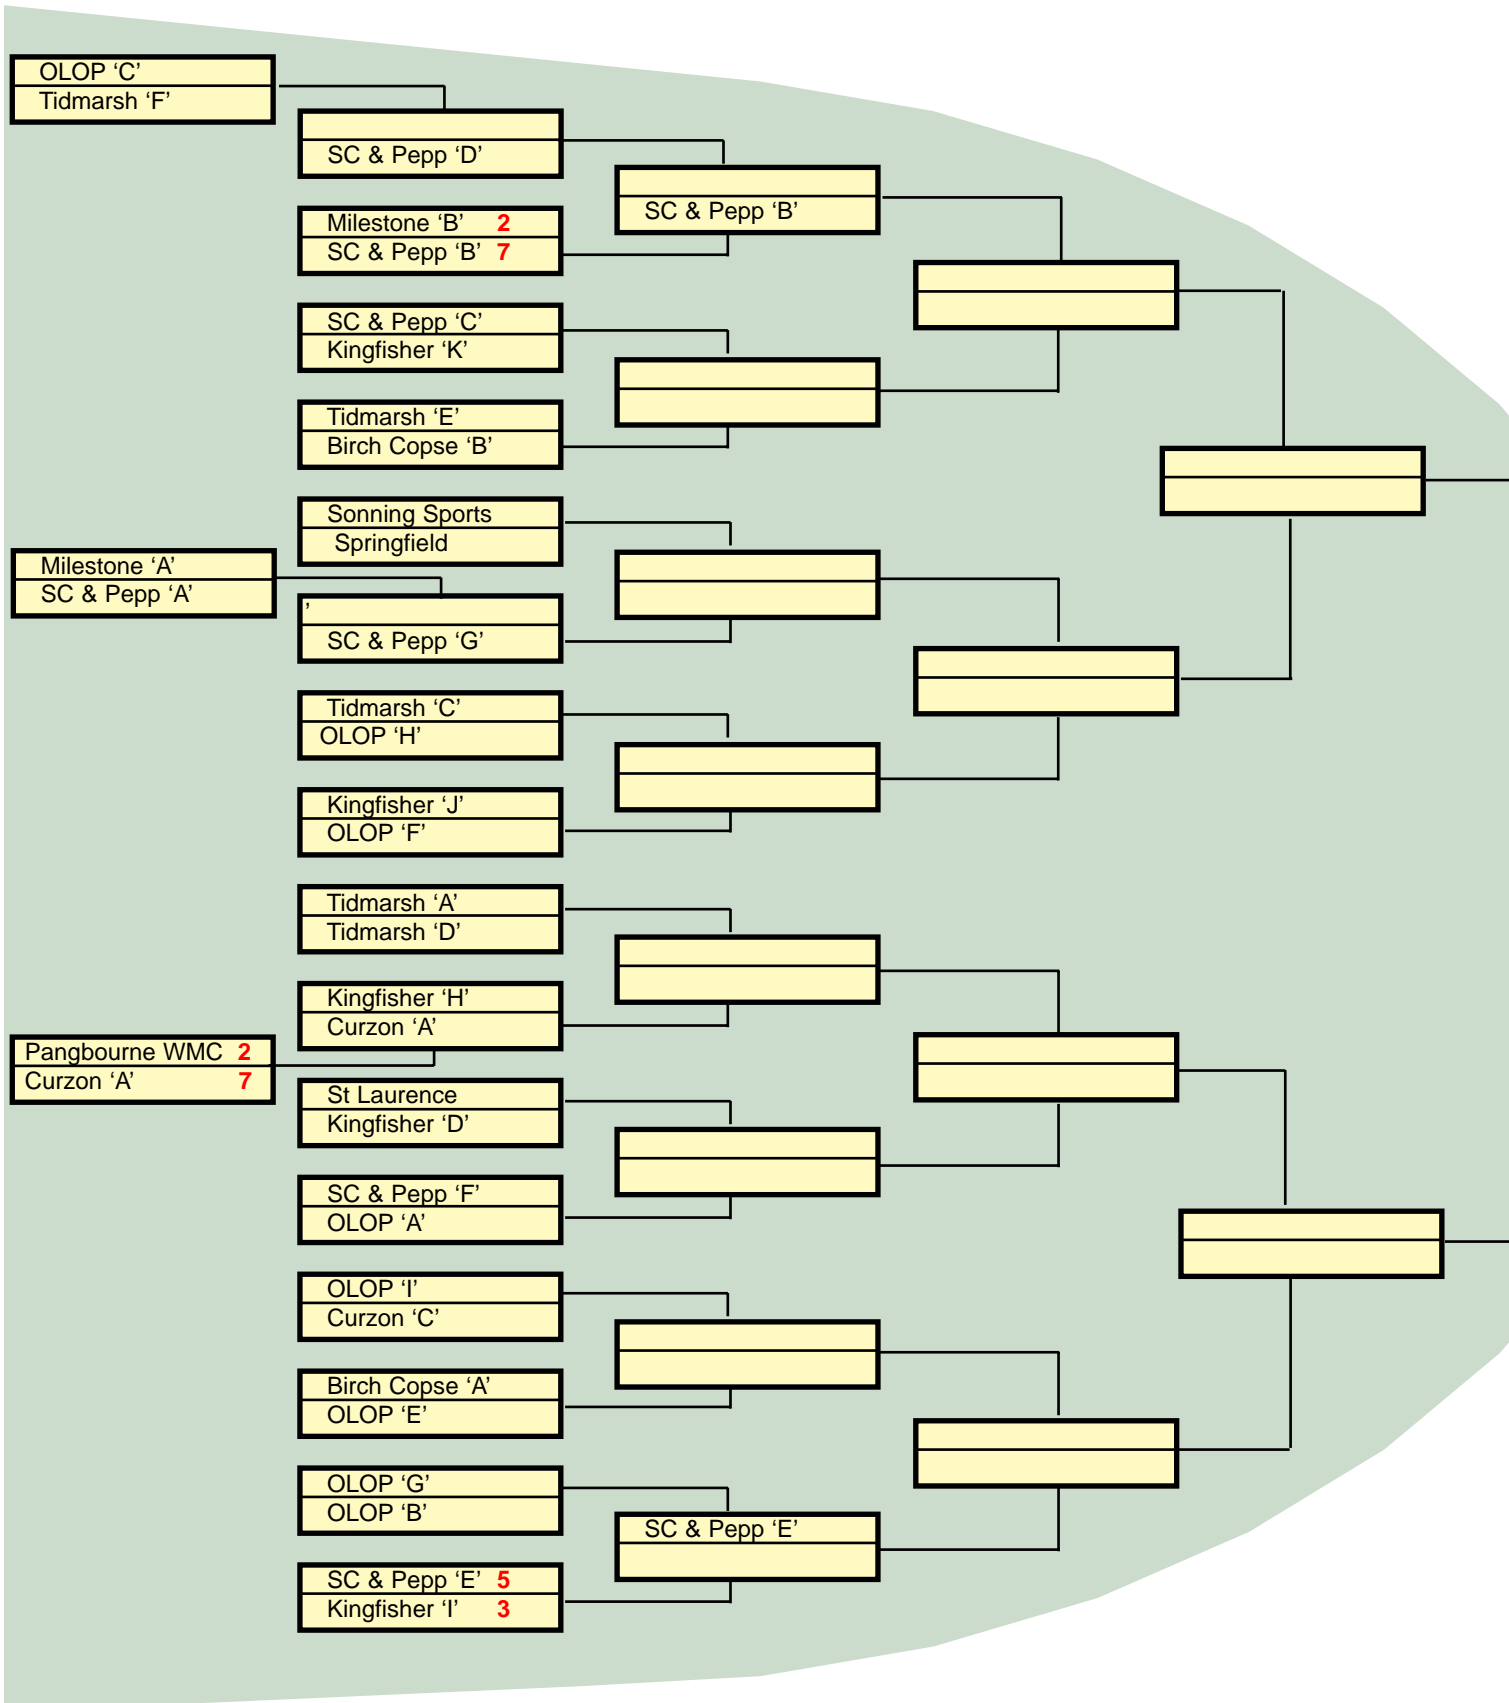 OLOP ‘C’
Tidmarsh ‘F’
SC & Pepp ‘D’
Milestone ‘B’ 2
SC & Pepp ‘B’ 7
SC & Pepp ‘B’
SC & Pepp ‘C’
Kingfisher ‘K’
Tidmarsh ‘E’
Birch Copse ‘B’
Sonning Sports
Springfield
Milestone ‘A’
SC & Pepp ‘A’
’
SC & Pepp ‘G’
Tidmarsh ‘C’
OLOP ‘H’
Kingfisher ‘J’
OLOP ‘F’
Tidmarsh ‘A’
Tidmarsh ‘D’
Kingfisher ‘H’
Curzon ‘A’
Pangbourne WMC 2
Curzon ‘A’ 7
St Laurence
Kingfisher ‘D’
SC & Pepp ‘F’
OLOP ‘A’
OLOP ‘I’
Curzon ‘C’
Birch Copse ‘A’
OLOP ‘E’
OLOP ‘G’
OLOP ‘B’
SC & Pepp ‘E’
SC & Pepp ‘E’ 5
Kingfisher ‘I’ 3